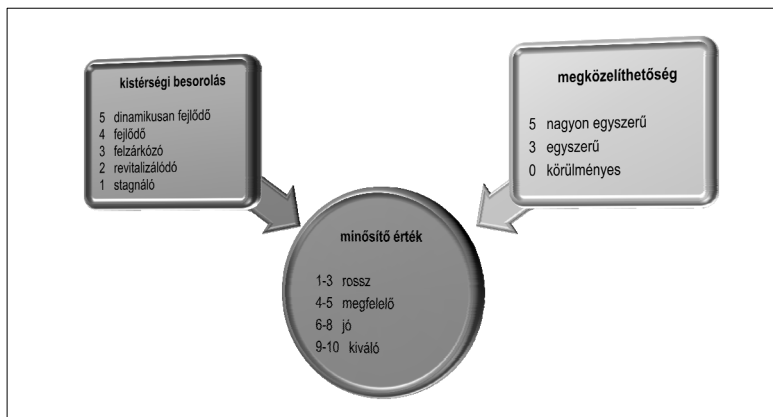 kistérségi besorolás
5 dinamikusan fejlődő
4 fejlődő
3 felzárkózó
2 revitalizálódó
1 stagnáló
megközelíthetőség
5 nagyon egyszerű
3 egyszerű
0 körülményes
minősítő érték
1-3 rossz
4-5 megfelelő
6-8 jó
9-10 kiváló